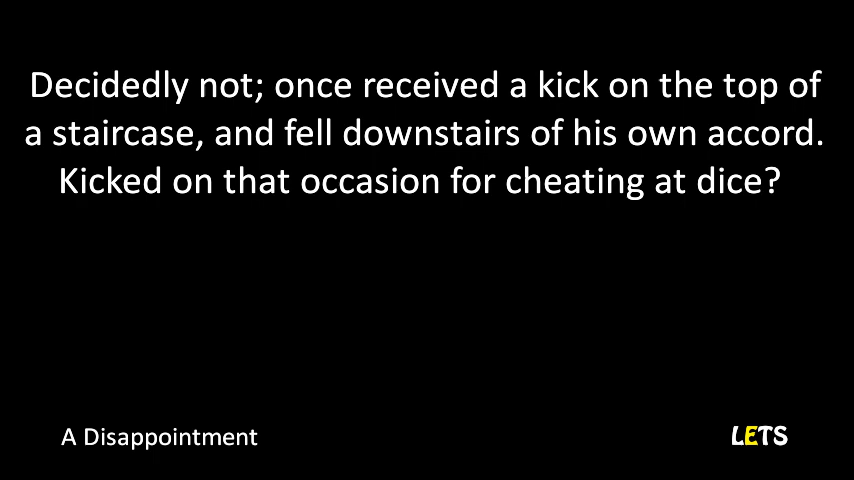 Decidedly not; once received a kick on the top of
a staircase, and fell downstairs of his own accord.
Kicked on that occasion for cheating at dice?
A Disappointment
LETS